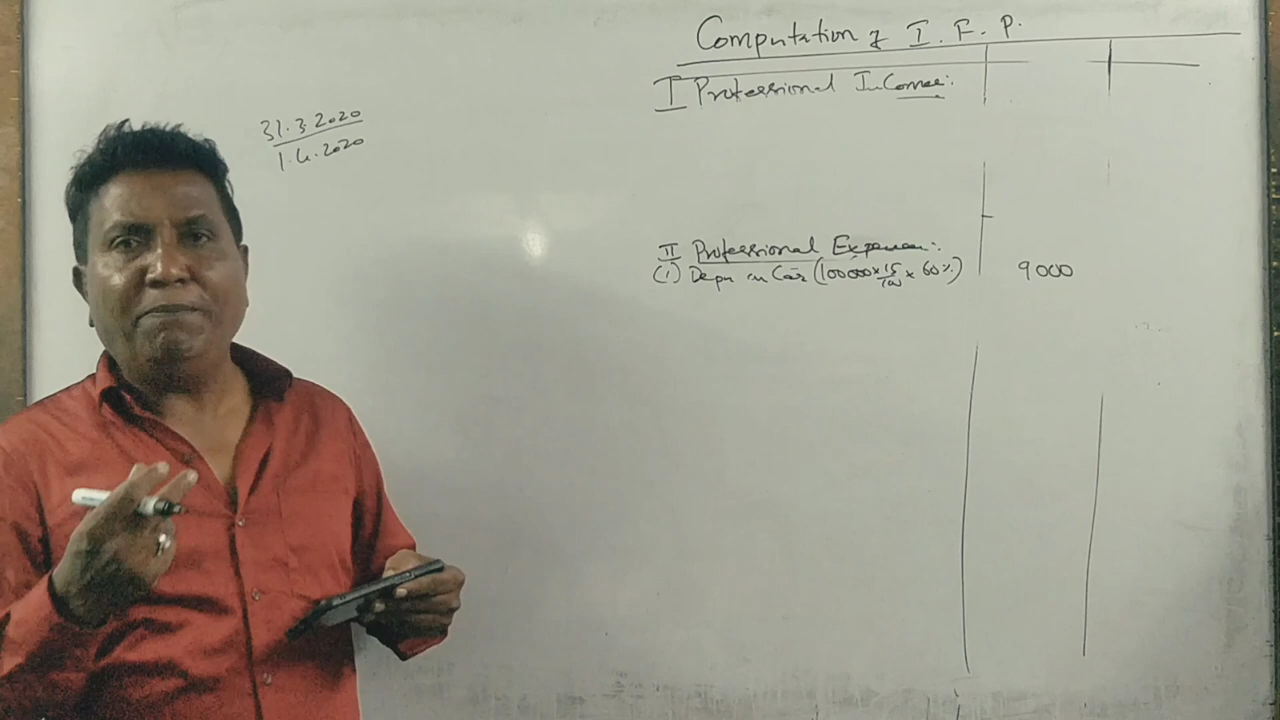 Computation of I. F. P.
I Professional Incomes:
31.3.2020
1.4.2020
II Professional Expenses:
(1) Depn on Car (100000 × 15/100 × 60%) 9000